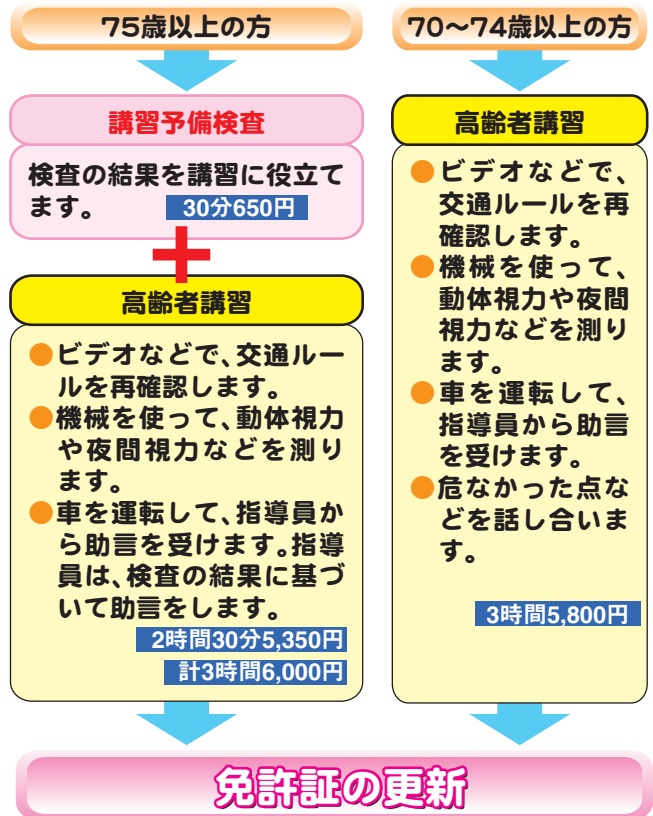 75歳以上の方
講習予備検査
検査の結果を講習に役立て
ます。 30分650円
+
高齢者講習
●ビデオなどで、交通ルー
ルを再確認します。
●機械を使って、動体視力
や夜間視力などを測り
ます。
●車を運転して、指導員か
ら助言を受けます。指導
員は、検査の結果に基づ
いて助言をします。
2時間30分5,350円
計3時間6,000円
70〜74歳以上の方
高齢者講習
●ビデオなどで、
交通ルールを再
確認します。
●機械を使って、
動体視力や夜間
視力などを測り
ます。
●車を運転して、
指導員から助言
を受けます。
●危なかった点な
どを話し合いま
す。
3時間5,800円
免許証の更新